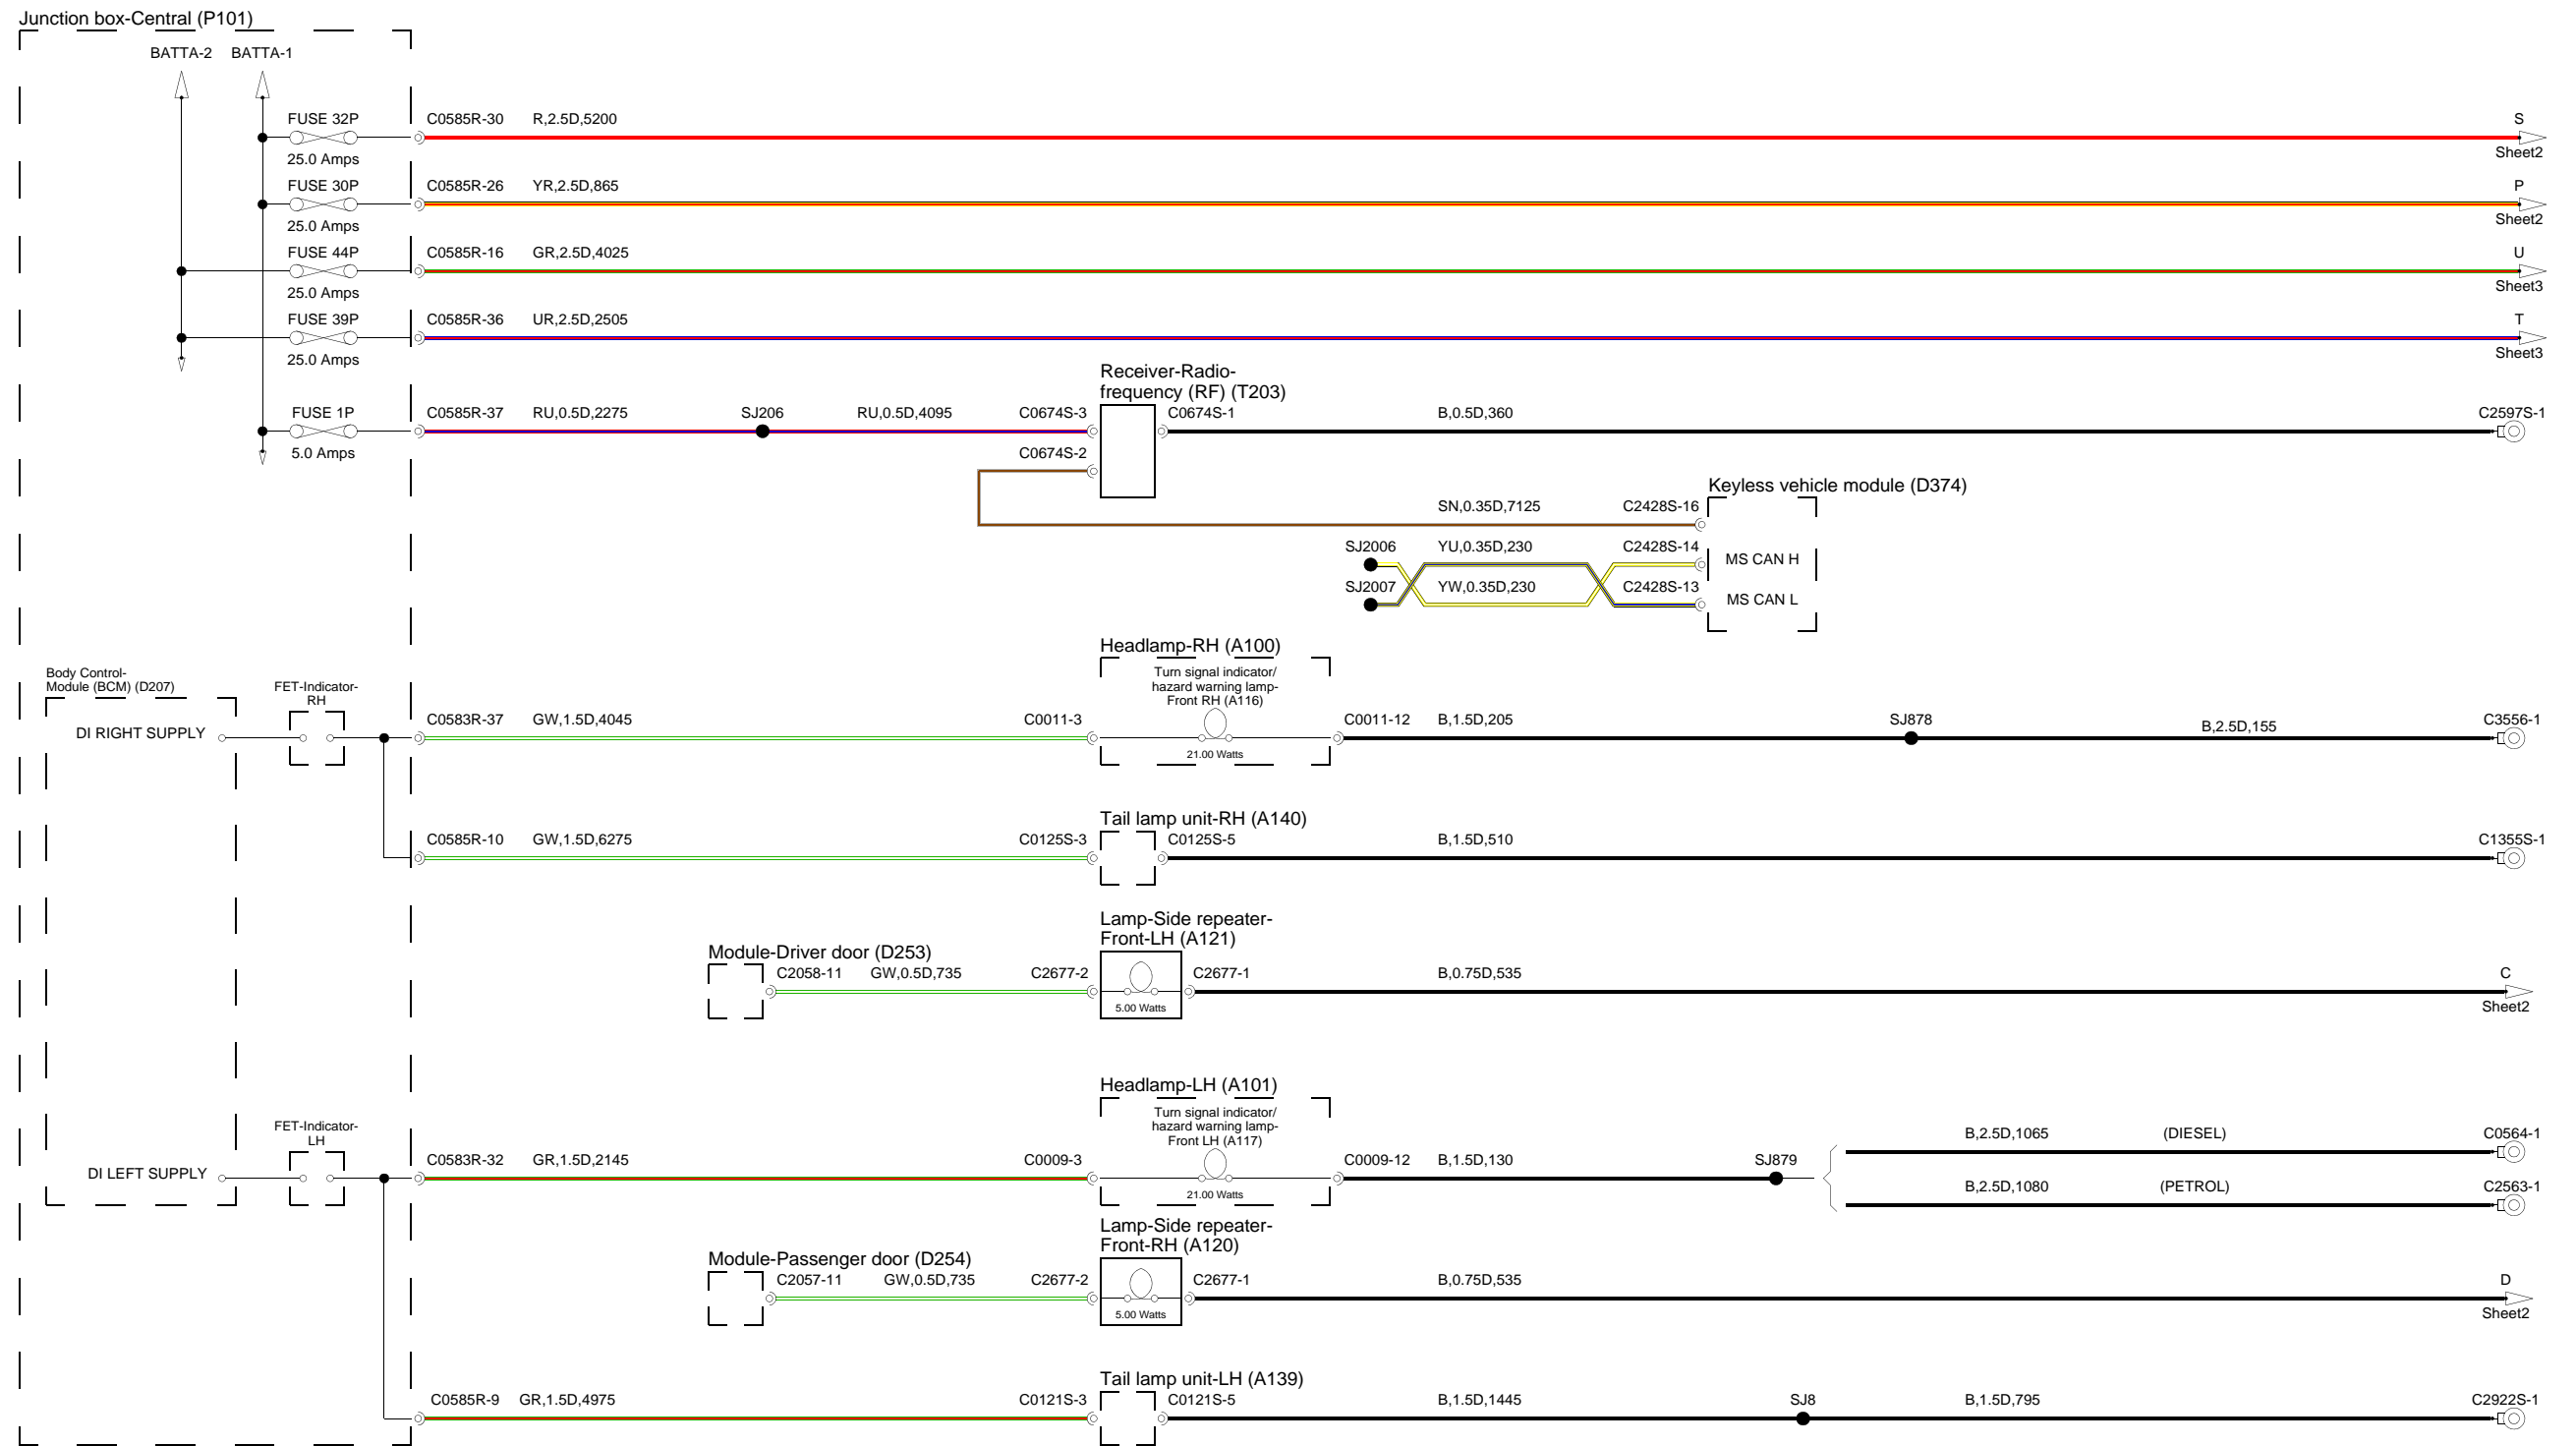 Junction box-Central (P101)
BATTA-2 BATTA-1
FUSE 32P C0585R-30 R,2.5D,5200 S
25.0 Amps Sheet2
FUSE 30P C0585R-26 YR,2.5D,865 P
25.0 Amps Sheet2
FUSE 44P C0585R-16 GR,2.5D,4025 U
25.0 Amps Sheet3
FUSE 39P C0585R-36 UR,2.5D,2505 T
25.0 Amps Sheet3
Receiver-Radio-
frequency (RF) (T203)
FUSE 1P C0585R-37 RU,0.5D,2275 SJ206 RU,0.5D,4095 C0674S-3 C0674S-1 B,0.5D,360 C2597S-1
5.0 Amps C0674S-2
Keyless vehicle module (D374)
SN,0.35D,7125 C2428S-16
SJ2006 YU,0.35D,230 C2428S-14 MS CAN H
SJ2007 YW,0.35D,230 C2428S-13 MS CAN L
Headlamp-RH (A100)
Turn signal indicator/
hazard warning lamp-
Front RH (A116)
Body Control-
Module (BCM) (D207)
FET-Indicator-
RH
DI RIGHT SUPPLY C0583R-37 GW,1.5D,4045 C0011-3 C0011-12 B,1.5D,205 SJ878 B,2.5D,155 C3556-1
21.00 Watts
Tail lamp unit-RH (A140)
C0585R-10 GW,1.5D,6275 C0125S-3 C0125S-5 B,1.5D,510 C1355S-1
Lamp-Side repeater-
Front-LH (A121)
Module-Driver door (D253)
C2058-11 GW,0.5D,735 C2677-2 C2677-1 B,0.75D,535 C
5.00 Watts Sheet2
Headlamp-LH (A101)
Turn signal indicator/
hazard warning lamp-
Front LH (A117)
FET-Indicator-
LH
B,2.5D,1065 (DIESEL) C0564-1
DI LEFT SUPPLY C0583R-32 GR,1.5D,2145 C0009-3 C0009-12 B,1.5D,130 SJ879
21.00 Watts B,2.5D,1080 (PETROL) C2563-1
Lamp-Side repeater-
Front-RH (A120)
Module-Passenger door (D254)
C2057-11 GW,0.5D,735 C2677-2 C2677-1 B,0.75D,535 D
5.00 Watts Sheet2
Tail lamp unit-LH (A139)
C0585R-9 GR,1.5D,4975 C0121S-3 C0121S-5 B,1.5D,1445 SJ8 B,1.5D,795 C2922S-1